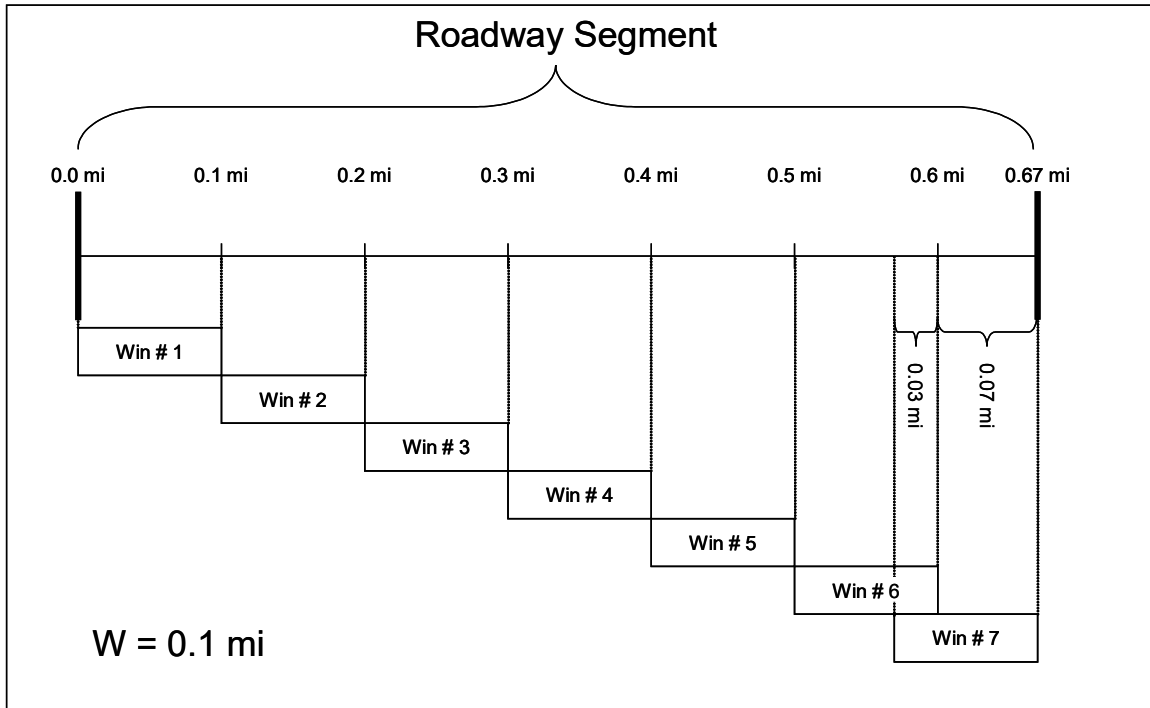 Roadway Segment
0.0 mi 0.1 mi 0.2 mi 0.3 mi 0.4 mi 0.5 mi 0.6 mi 0.67 mi
Win # 1
Win # 2
Win # 3
Win # 4
Win # 5
Win # 6
Win # 7
0.03 mi
0.07 mi
W = 0.1 mi